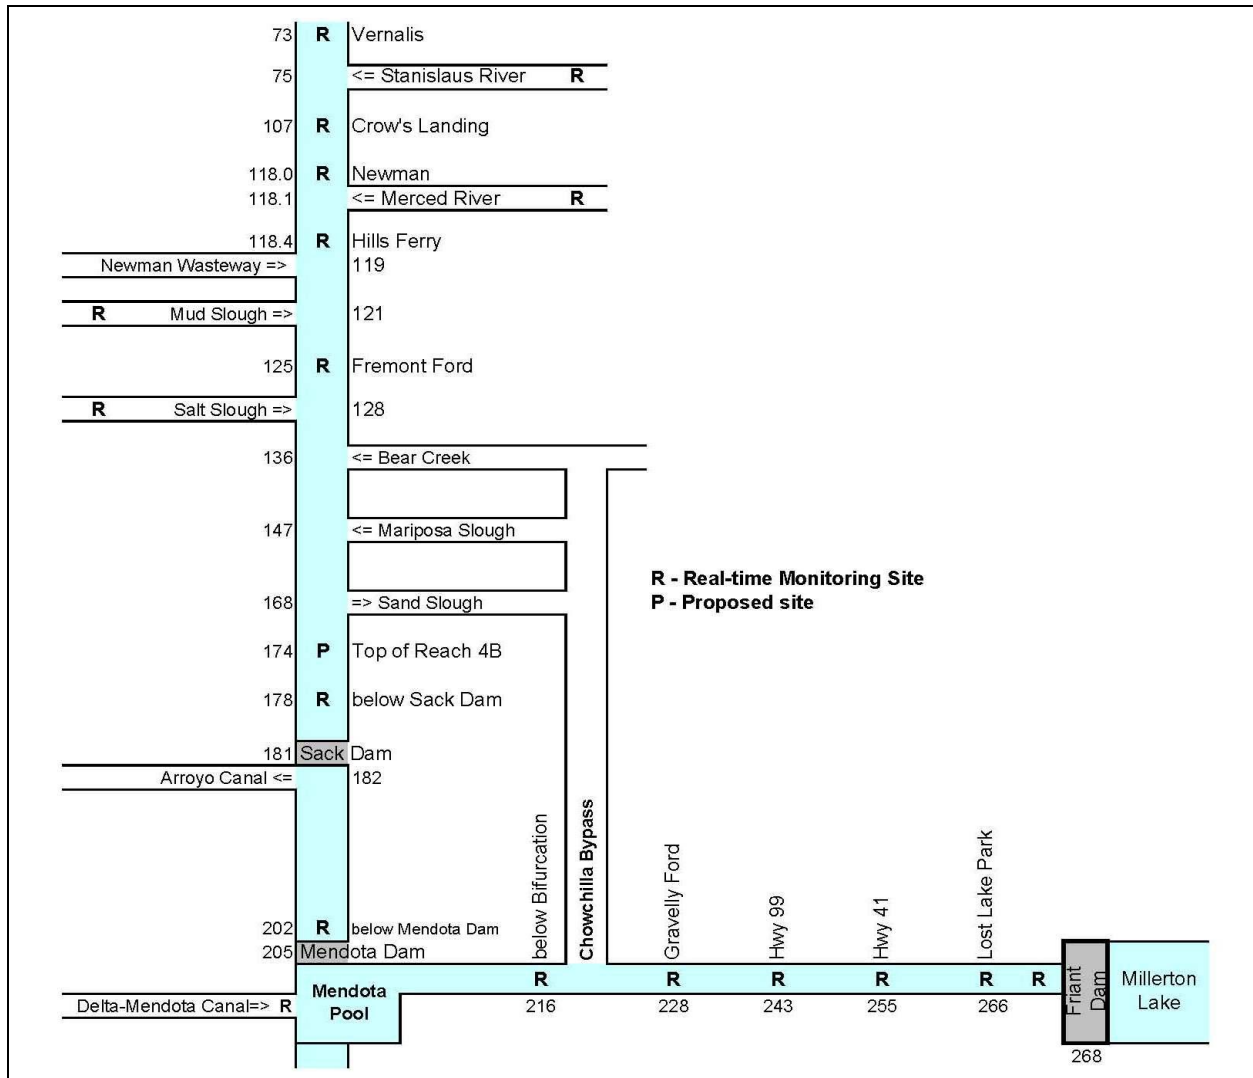 73 R Vernalis
75 <= Stanislaus River R
107 R Crow's Landing
118.0 R Newman
118.1 <= Merced River R
118.4 R Hills Ferry
Newman Wasteway => 119
R Mud Slough => 121
125 R Fremont Ford
R Salt Slough => 128
136 <= Bear Creek
147 <= Mariposa Slough
R - Real-time Monitoring Site
P - Proposed site
168 => Sand Slough
174 P Top of Reach 4B
178 R below Sack Dam
181 Sack Dam
Arroyo Canal <= 182
below Bifurcation
Chowchilla Bypass
Gravelly Ford
Hwy 99
Hwy 41
Lost Lake Park
202 R below Mendota Dam
205 Mendota Dam
R R R R R R
Friant
Dam
Millerton
Lake
Mendota
Pool
Delta-Mendota Canal=> R
216 228 243 255 266
268